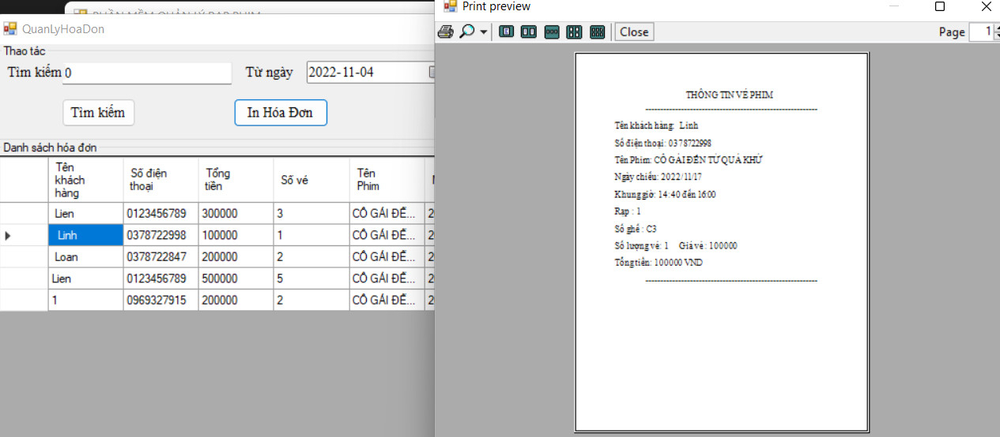 PHẦN MỀM QUẢN LÝ RẠP PHIM
QuanLyHoaDon
Thao tác
Tìm kiếm 0 Từ ngày 2022-11-04
Tìm kiếm In Hóa Đơn
Danh sách hóa đơn
Tên khách hàng Số điện thoại Tổng tiền Số vé Tên Phim
Lien 0123456789 300000 3 CÔ GÁI ĐẾ... 2
Linh 0378722998 100000 1 CÔ GÁI ĐẾ... 2
Loan 0378722847 200000 2 CÔ GÁI ĐẾ... 2
Lien 0123456789 500000 5 CÔ GÁI ĐẾ... 2
1 0969327915 200000 2 CÔ GÁI ĐẾ... 2
Print preview
Close Page 1
THÔNG TIN VÉ PHIM
Tên khách hàng: Linh
Số điện thoại: 0378722998
Tên Phim: CÔ GÁI ĐẾN TỪ QUÁ KHỨ
Ngày chiếu: 2022/11/17
Khung giờ: 14:40 đến 16:00
Rạp : 1
Số ghế : C3
Số lượng vé: 1 Giá vé : 100000
Tổng tiền: 100000 VND